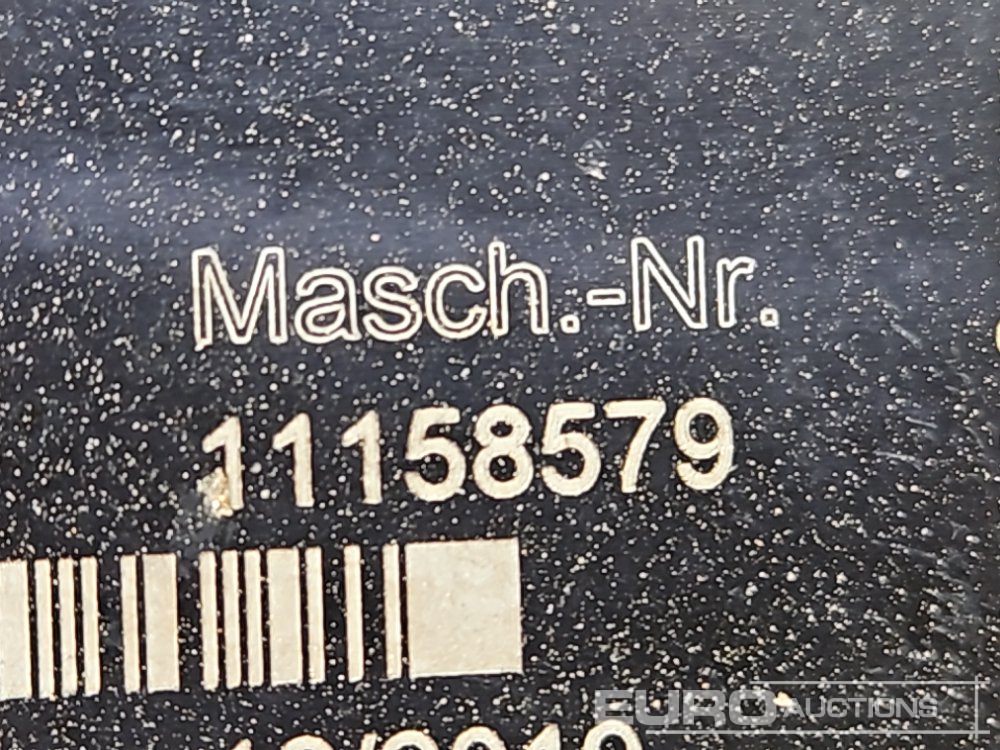 Masch.-Nr.
11158579
EURO AUCTIONS